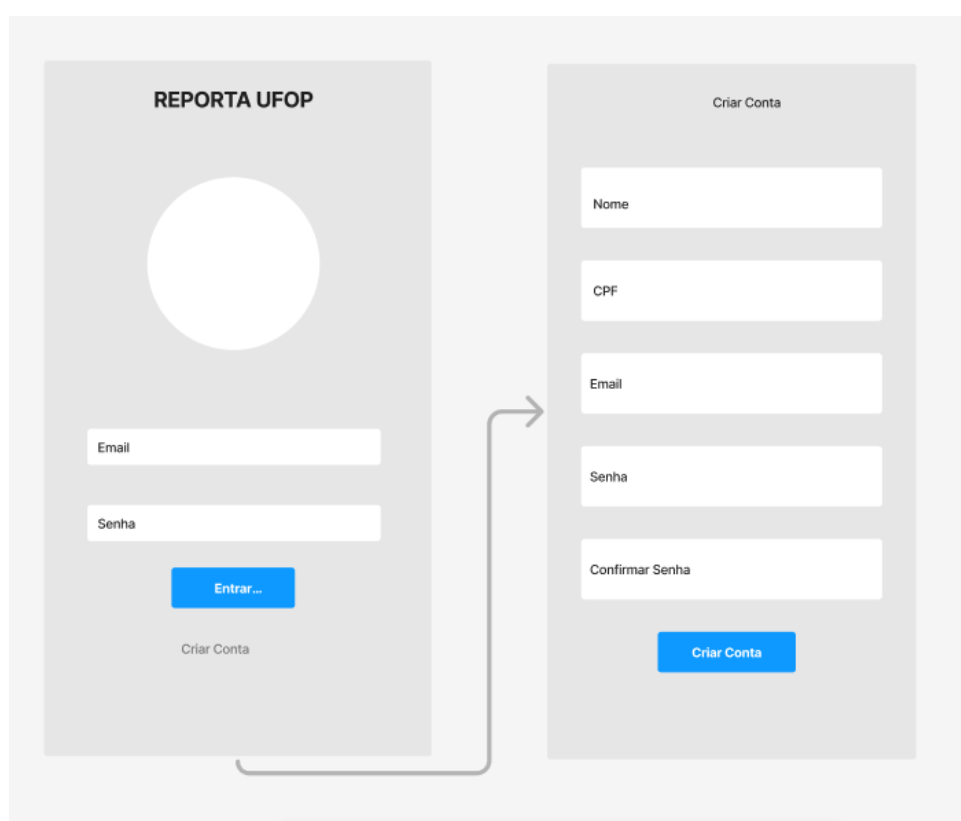 REPORTA UFOP
Email
Senha
Entrar...
Criar Conta
Criar Conta
Nome
CPF
Email
Senha
Confirmar Senha
Criar Conta